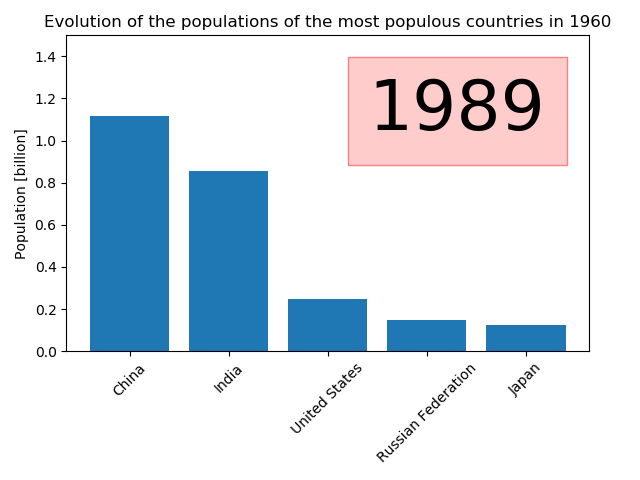 Evolution of the populations of the most populous countries in 1960
1989
Population [billion]
1.4
1.2
1.0
0.8
0.6
0.4
0.2
0.0
China
India
United States
Russian Federation
Japan